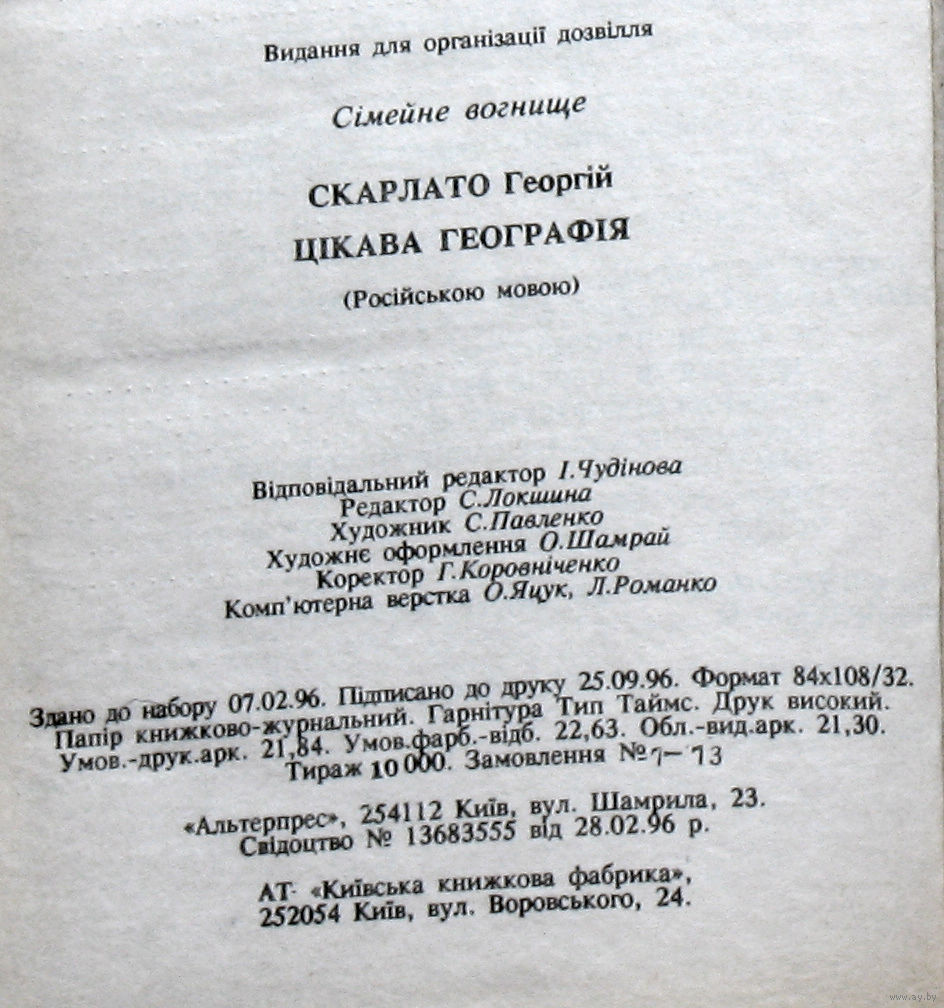 Видання для організації дозвілля
Сімейне вогнище
СКАРЛАТО Георгій
ЦІКАВА ГЕОГРАФІЯ
(Російською мовою)
Відповідальний редактор І.Чудінова
Редактор С.Локшина
Художник С.Павленко
Художнє оформлення О.Шамрай
Коректор Г.Коровніченко
Комп'ютерна верстка О.Яцук, Л.Романко
Здано до набору 07.02.96. Підписано до друку 25.09.96. Формат 84х108/32.
Папір книжково-журнальний. Гарнітура Тип Таймс. Друк високий.
Умов.-друк.арк. 21,84. Умов.фарб.-відб. 22,63. Обл.-вид.арк. 21,30.
Тираж 10 000. Замовлення №
«Альтерпрес», 254112 Київ, вул. Шамрила, 23.
Свідоцтво № 13683555 від 28.02.96 р.
АТ «Київська книжкова фабрика»,
252054 Київ, вул. Воровського, 24.
www.ay.by